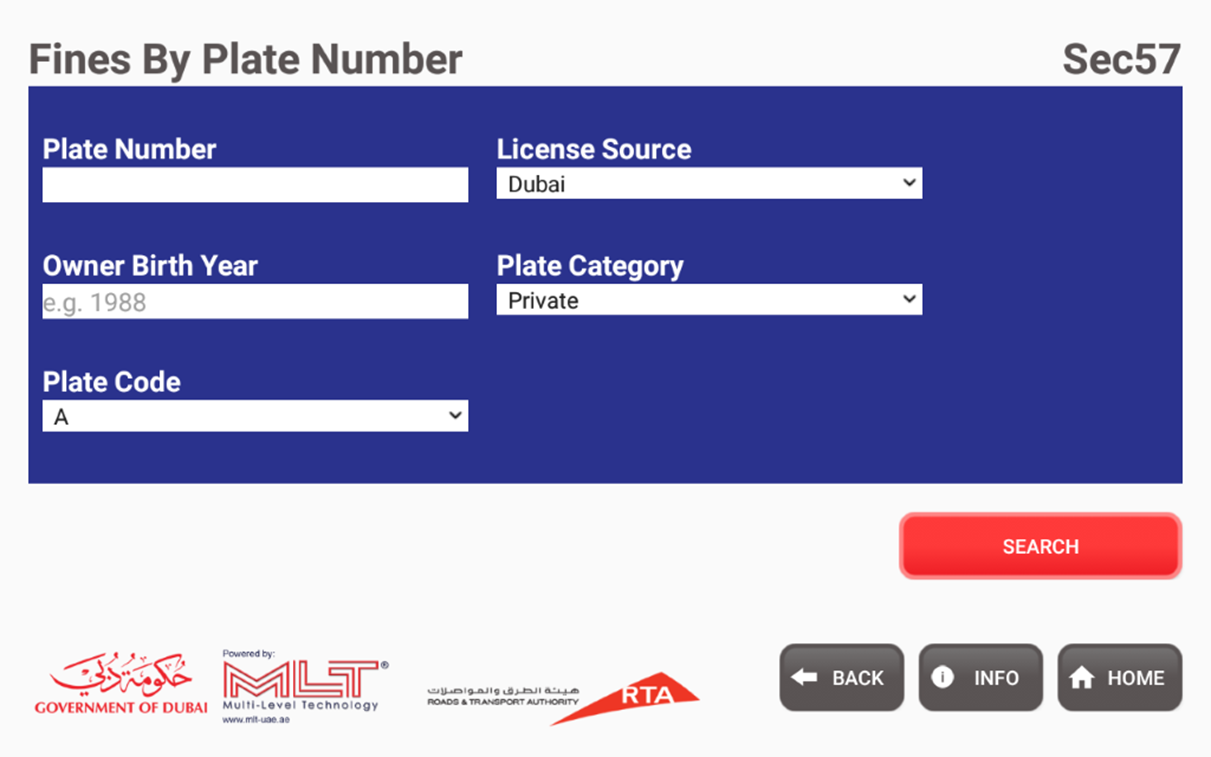 Fines By Plate Number
Sec57
Plate Number
License Source
Dubai
Owner Birth Year
Plate Category
e.g. 1988
Private
Plate Code
A
SEARCH
حكومة دبي
GOVERNMENT OF DUBAI
Powered by:
MLT®
Multi-Level Technology
www.mlt-uae.ae
هيئة الطرق والمواصلات
ROADS & TRANSPORT AUTHORITY
RTA
BACK
INFO
HOME